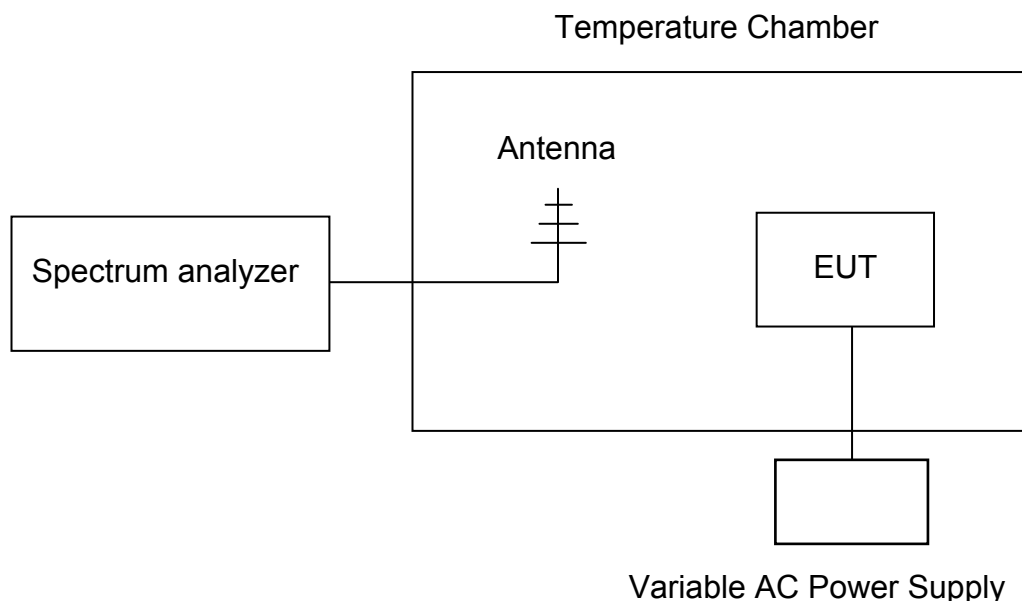 Temperature Chamber
Antenna
Spectrum analyzer
EUT
Variable AC Power Supply